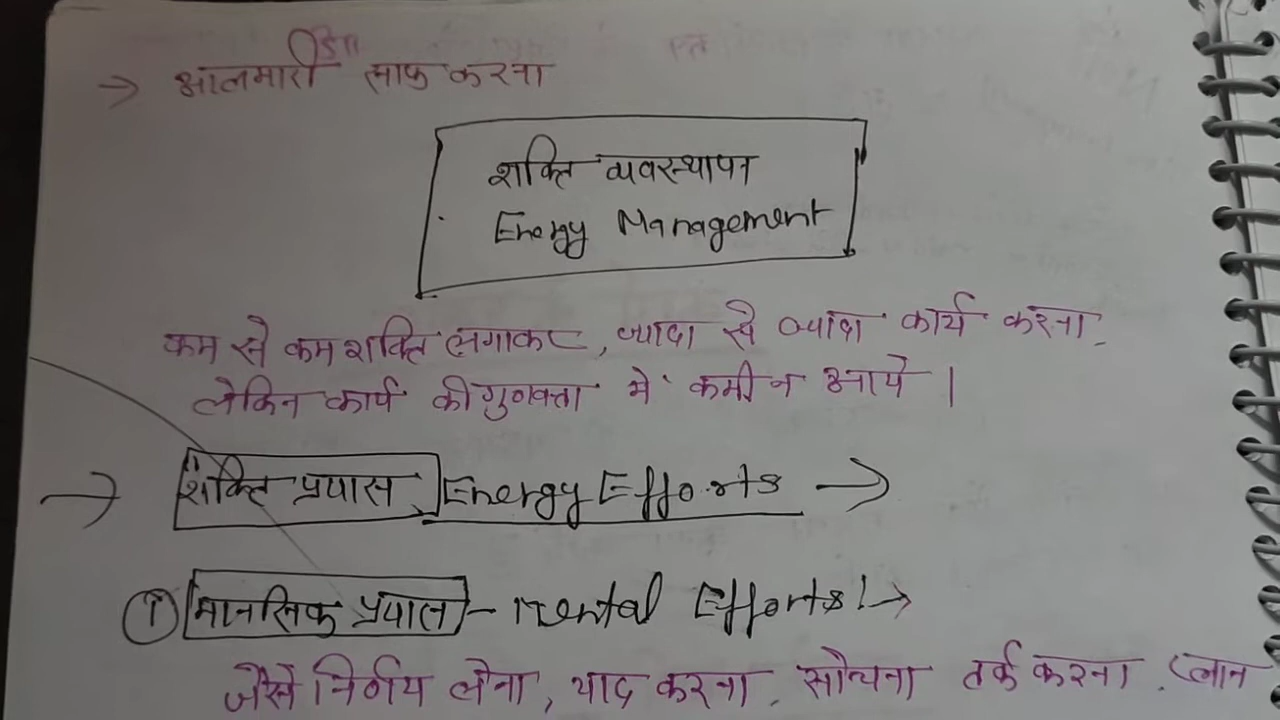 → आलमारी साफ करना
शक्ति व्यवस्थापन
Energy Management
कम से कम शक्ति लगाकर, ज्यादा से ज्यादा कार्य करना,
लेकिन कार्य की गुणवत्ता में कमी न आये ।
→ शक्ति प्रयास Energy Efforts →
① मानसिक प्रयास - Mental Efforts! →
जैसे निर्णय लेना, याद करना, सोचना तर्क करना, प्लान